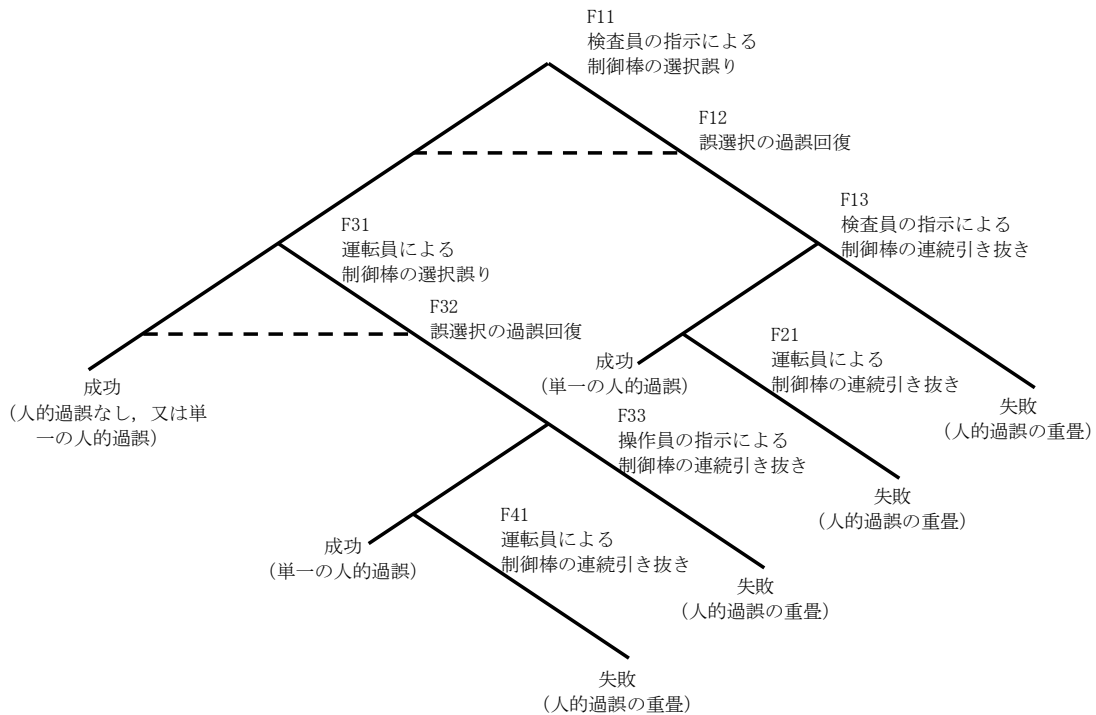 F11
検査員の指示による
制御棒の選択誤り
F12
誤選択の過誤回復
F13
検査員の指示による
制御棒の連続引き抜き
F31
運転員による
制御棒の選択誤り
F32
誤選択の過誤回復
F21
運転員による
制御棒の連続引き抜き
成功
(単一の人的過誤)
成功
(人的過誤なし，又は単
一の人的過誤)
失敗
(人的過誤の重畳)
F33
操作員の指示による
制御棒の連続引き抜き
失敗
(人的過誤の重畳)
F41
運転員による
制御棒の連続引き抜き
成功
(単一の人的過誤)
失敗
(人的過誤の重畳)
失敗
(人的過誤の重畳)